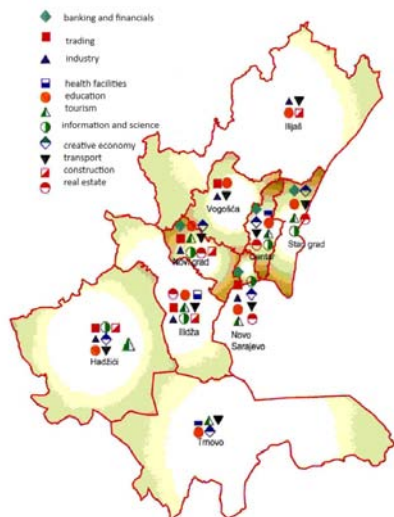 banking and financials
trading
industry
health facilities
education
tourism
information and science
creative economy
transport
construction
real estate
Ilijaš
Vogošća
Stari grad
Centar
Novi grad
Ilidža
Novo
Sarajevo
Hadžići
Trnovo